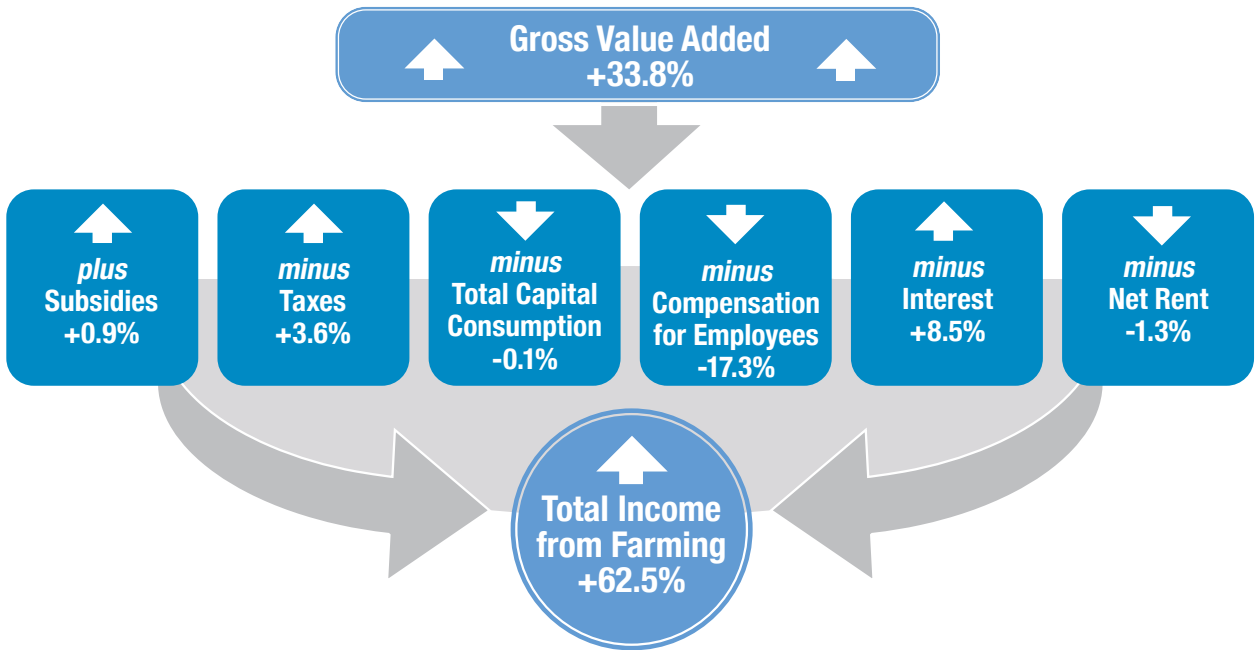 Gross Value Added
+33.8%
plus
Subsidies
+0.9%
minus
Taxes
+3.6%
minus
Total Capital
Consumption
-0.1%
minus
Compensation
for Employees
-17.3%
minus
Interest
+8.5%
minus
Net Rent
-1.3%
Total Income
from Farming
+62.5%